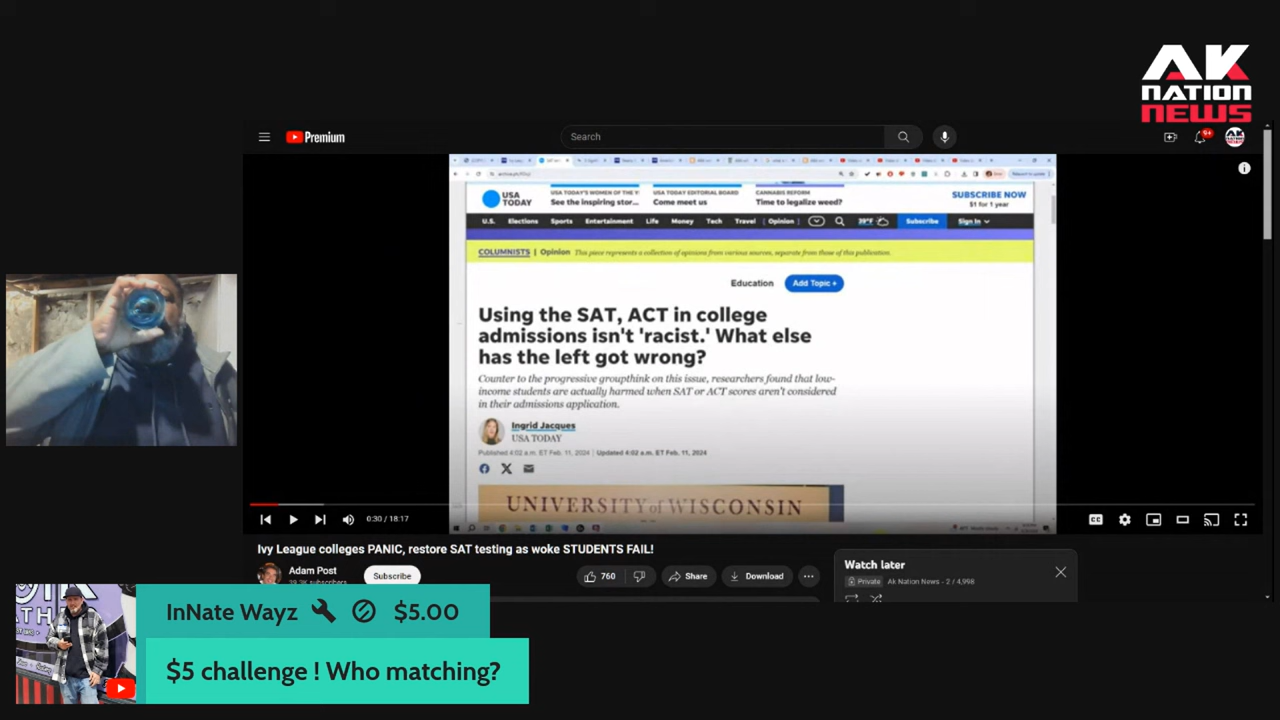 AK
NATION
NEWS
Premium
Search
9+
USA
TODAY
USA TODAY'S WOMEN OF THE Y
See the inspiring stor...
USA TODAY EDITORIAL BOARD
Come meet us
CANNABIS REFORM
Time to legalize weed?
SUBSCRIBE NOW
$1 for 1 year
U.S. Elections Sports Entertainment Life Money Tech Travel Opinion 39°F Subscribe Sign In
COLUMNISTS | Opinion This piece represents a collection of opinions from various sources, separate from those of this publication.
Education Add Topic +
Using the SAT, ACT in college
admissions isn't 'racist.' What else
has the left got wrong?
Counter to the progressive groupthink on this issue, researchers found that low-
income students are actually harmed when SAT or ACT scores aren't considered
in their admissions application.
Ingrid Jacques
USA TODAY
Published 4:02 a.m. ET Feb. 11, 2024 | Updated 4:02 a.m. ET Feb. 11, 2024
UNIVERSITY of WISCONSIN
0:30 / 18:17
CC
Ivy League colleges PANIC, restore SAT testing as woke STUDENTS FAIL!
Adam Post
Subscribe
760
Share
Download
Watch later
Private Ak Nation News - 2 / 4,998
InNate Wayz $5.00
$5 challenge ! Who matching?